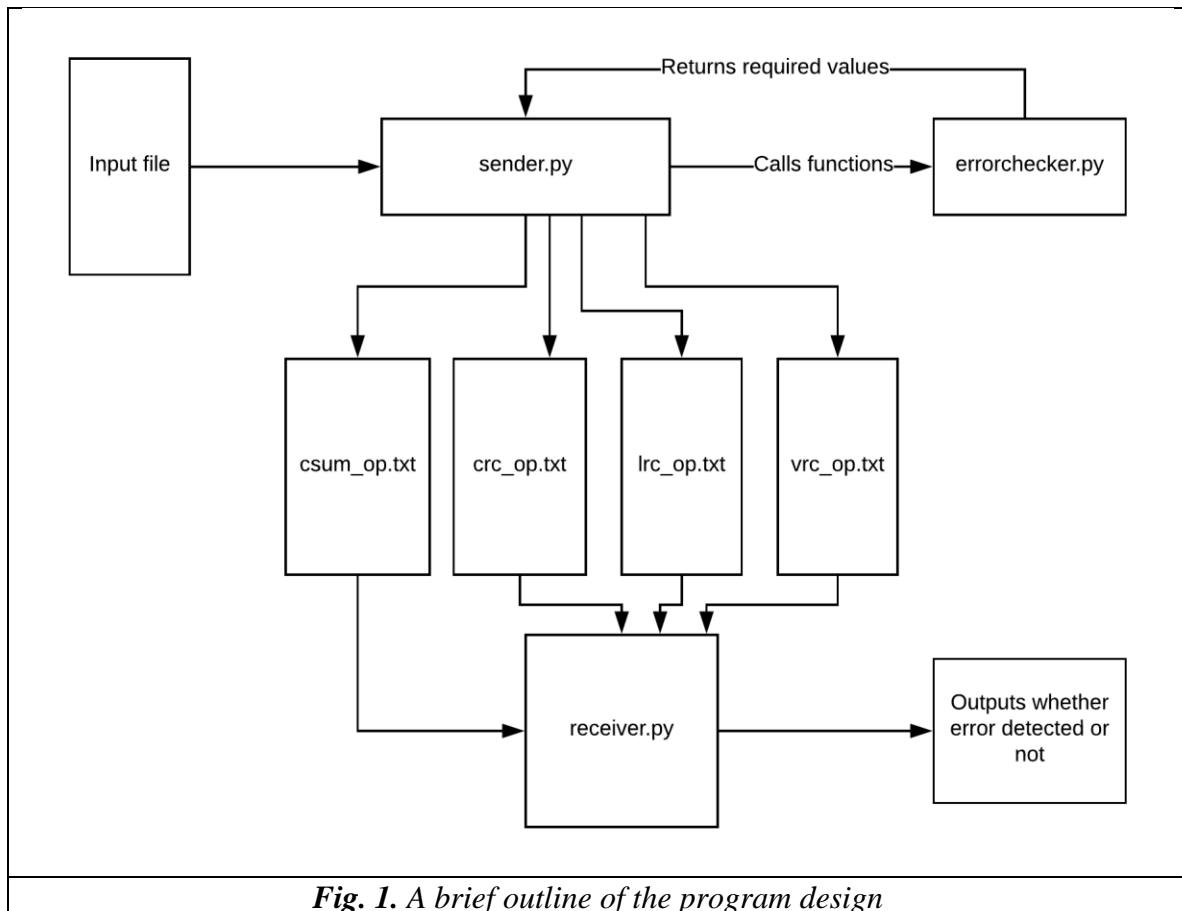 Returns required values
Input file
sender.py
Calls functions
errorchecker.py
csum_op.txt
crc_op.txt
lrc_op.txt
vrc_op.txt
receiver.py
Outputs whether
error detected or
not
Fig. 1. A brief outline of the program design